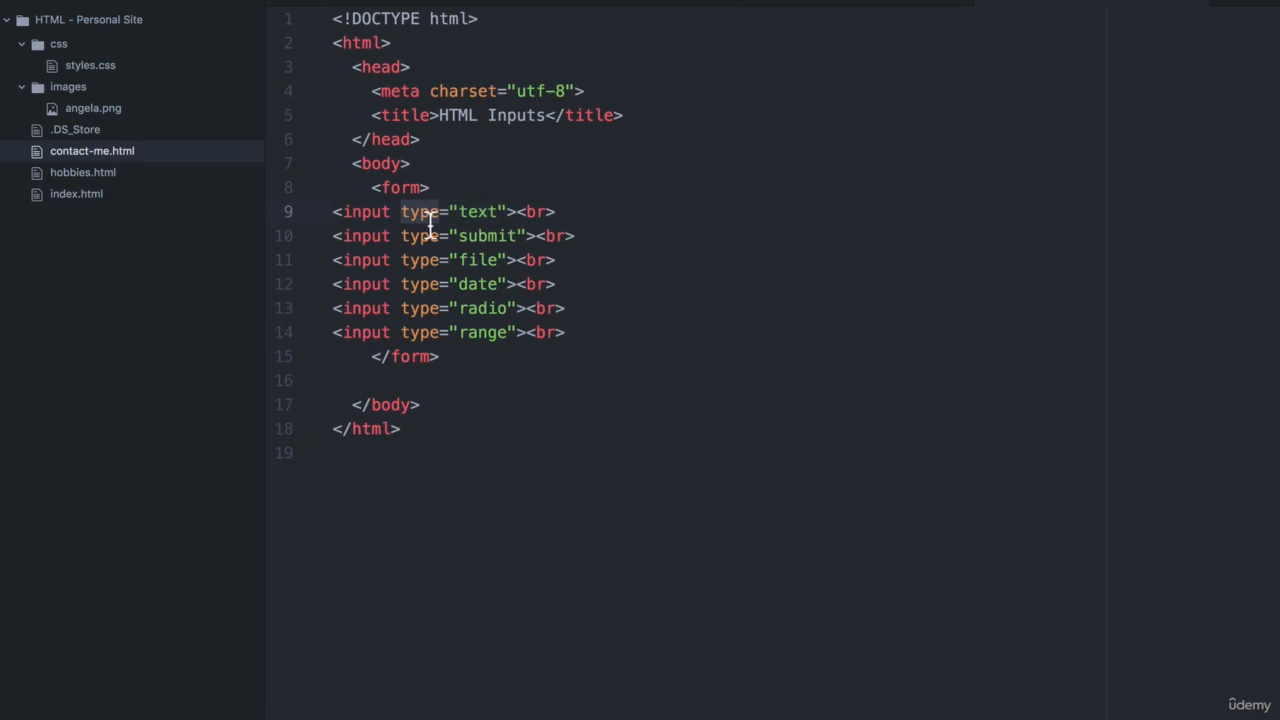 HTML - Personal Site
css
styles.css
images
angela.png
.DS_Store
contact-me.html
hobbies.html
index.html
1 <!DOCTYPE html>
2 <html>
3 <head>
4 <meta charset="utf-8">
5 <title>HTML Inputs</title>
6 </head>
7 <body>
8 <form>
9 <input type="text"><br>
10 <input type="submit"><br>
11 <input type="file"><br>
12 <input type="date"><br>
13 <input type="radio"><br>
14 <input type="range"><br>
15 </form>
16
17 </body>
18 </html>
19
ûdemy